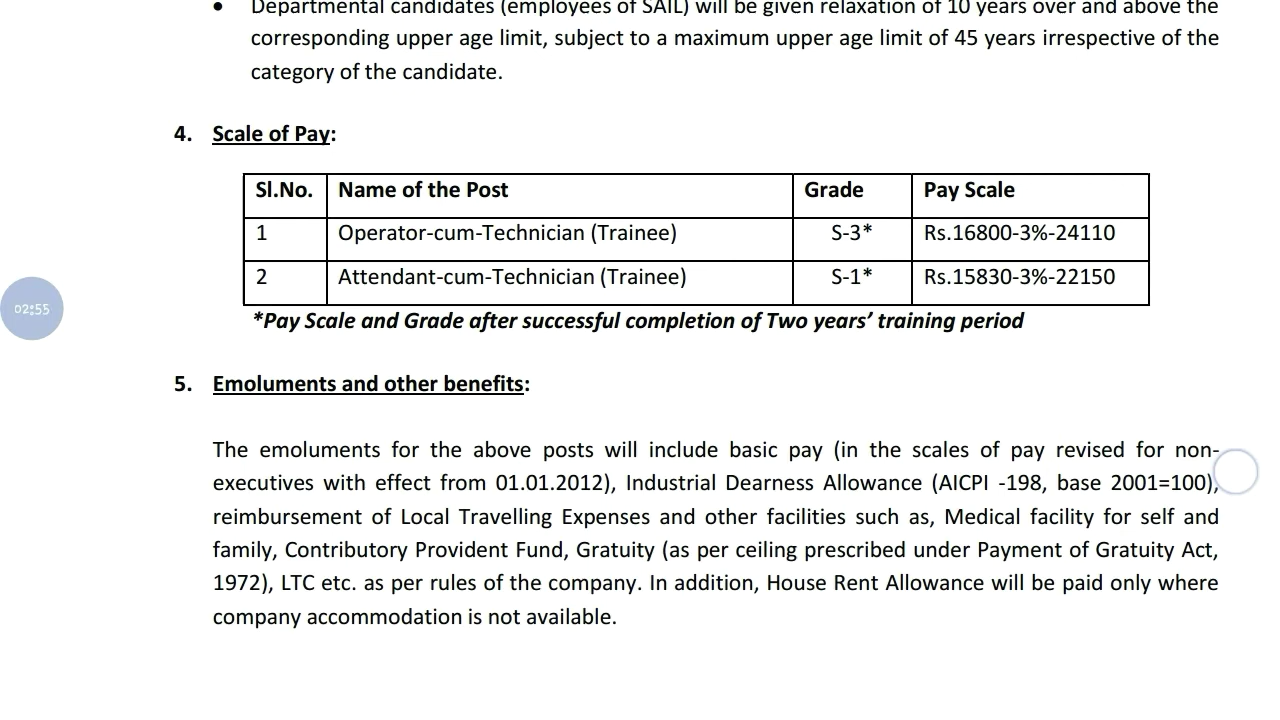 Departmental candidates (employees of SAIL) will be given relaxation of 10 years over and above the
corresponding upper age limit, subject to a maximum upper age limit of 45 years irrespective of the
category of the candidate.
4. Scale of Pay:
Sl.No. Name of the Post Grade Pay Scale
1 Operator-cum-Technician (Trainee) S-3* Rs.16800-3%-24110
2 Attendant-cum-Technician (Trainee) S-1* Rs.15830-3%-22150
02:55
*Pay Scale and Grade after successful completion of Two years’ training period
5. Emoluments and other benefits:
The emoluments for the above posts will include basic pay (in the scales of pay revised for non-
executives with effect from 01.01.2012), Industrial Dearness Allowance (AICPI -198, base 2001=100),
reimbursement of Local Travelling Expenses and other facilities such as, Medical facility for self and
family, Contributory Provident Fund, Gratuity (as per ceiling prescribed under Payment of Gratuity Act,
1972), LTC etc. as per rules of the company. In addition, House Rent Allowance will be paid only where
company accommodation is not available.